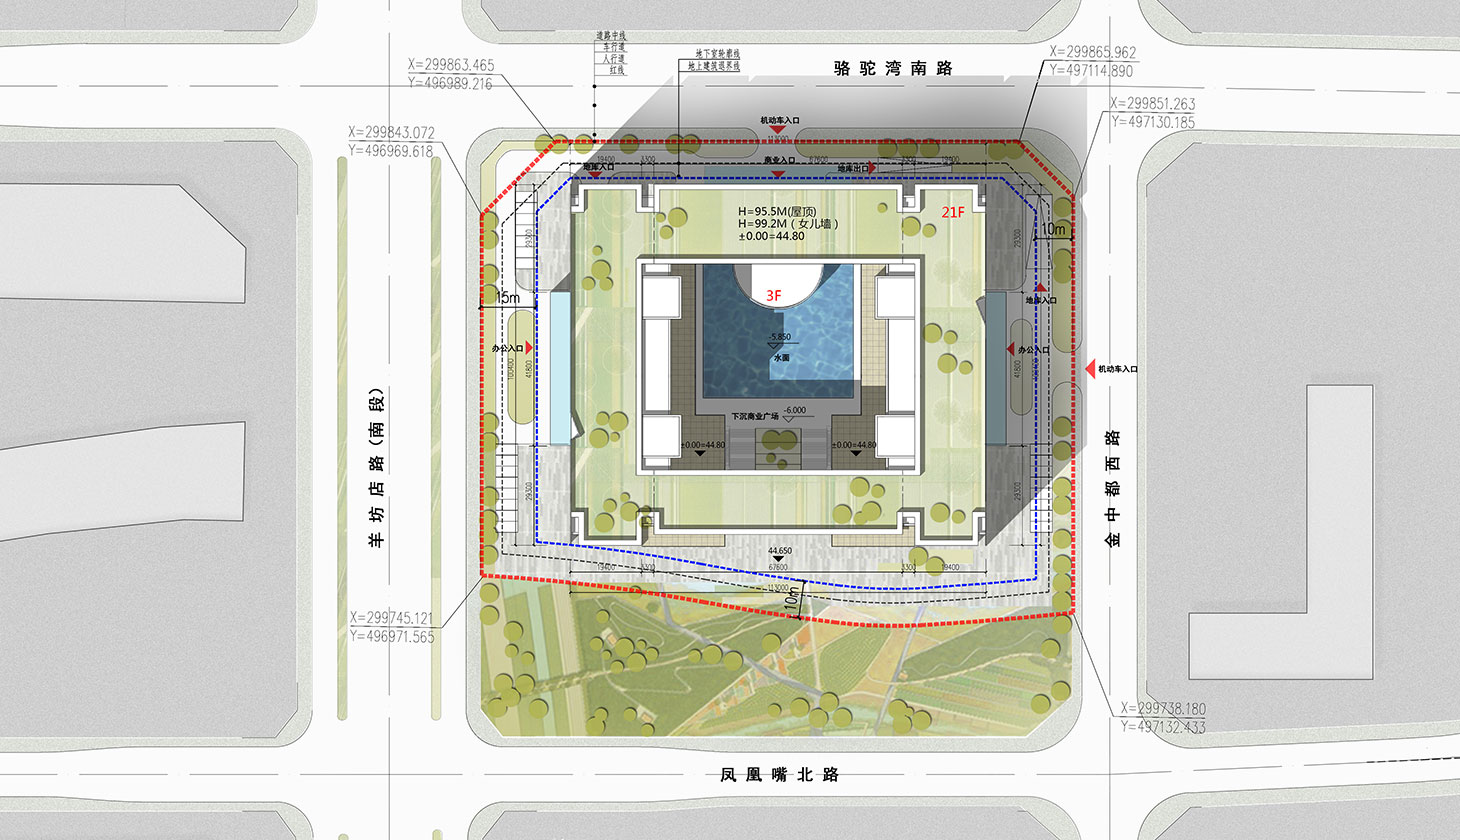 道路中线
车行道
人行道
红线
地下室轮廓线
地上建筑退界线
骆驼湾南路
X=299863.465
Y=496989.216
X=299865.962
Y=497114.890
X=299843.072
Y=496969.618
X=299851.263
Y=497130.185
机动车入口
113000
19400
3300
商业入口
67600
3300
19400
地库入口
地库出口
H=95.5M(屋顶)
H=99.2M（女儿墙）
±0.00=44.80
21F
29300
29300
10m
15m
3F
地库入口
办公入口
100400
41800
-5.850
水面
办公入口
41800
机动车入口
下沉商业广场
-6.000
±0.00=44.80
±0.00=44.80
羊坊店路(南段)
金中都西路
29300
29300
44.650
19400
3300
67600
3300
19400
113000
10m
X=299745.121
Y=496971.565
X=299738.180
Y=497132.433
凤凰嘴北路